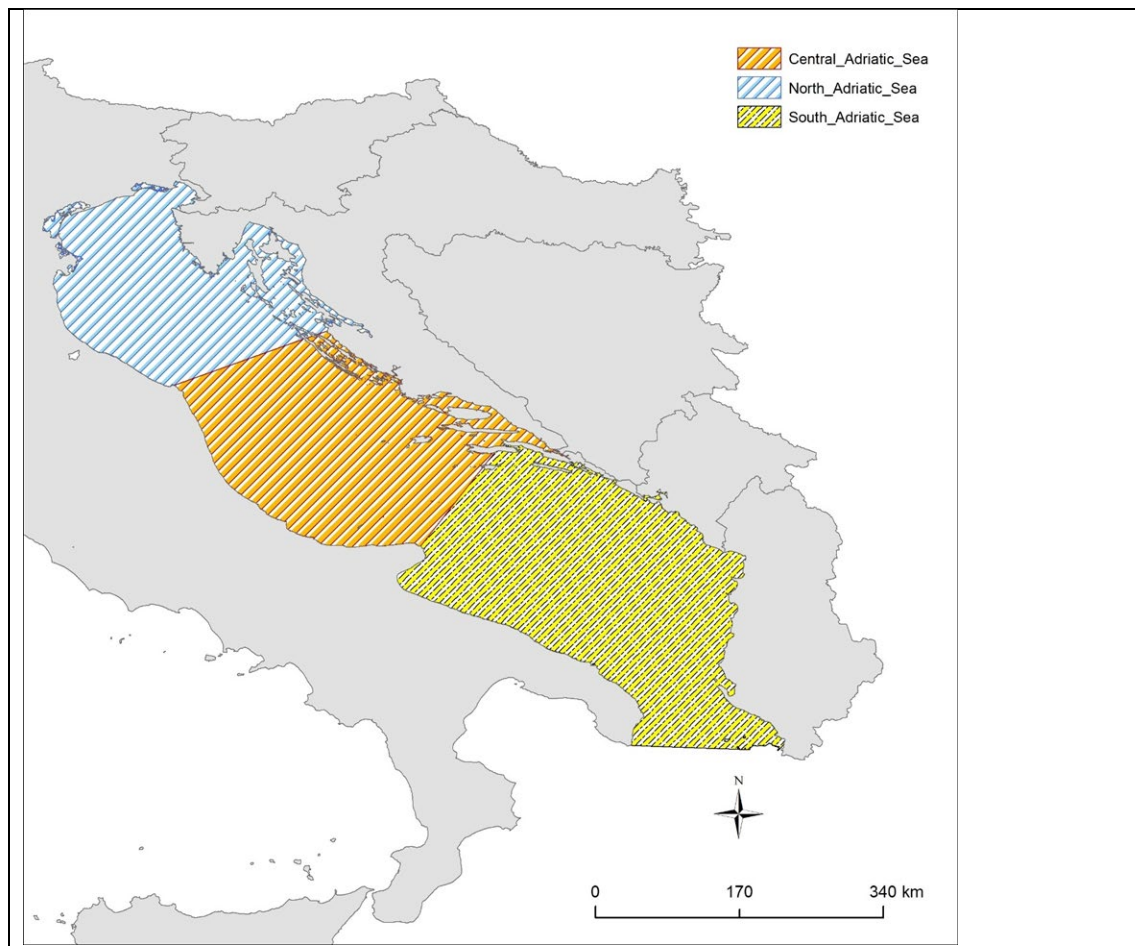 Central_Adriatic_Sea
North_Adriatic_Sea
South_Adriatic_Sea
N
0 170 340 km